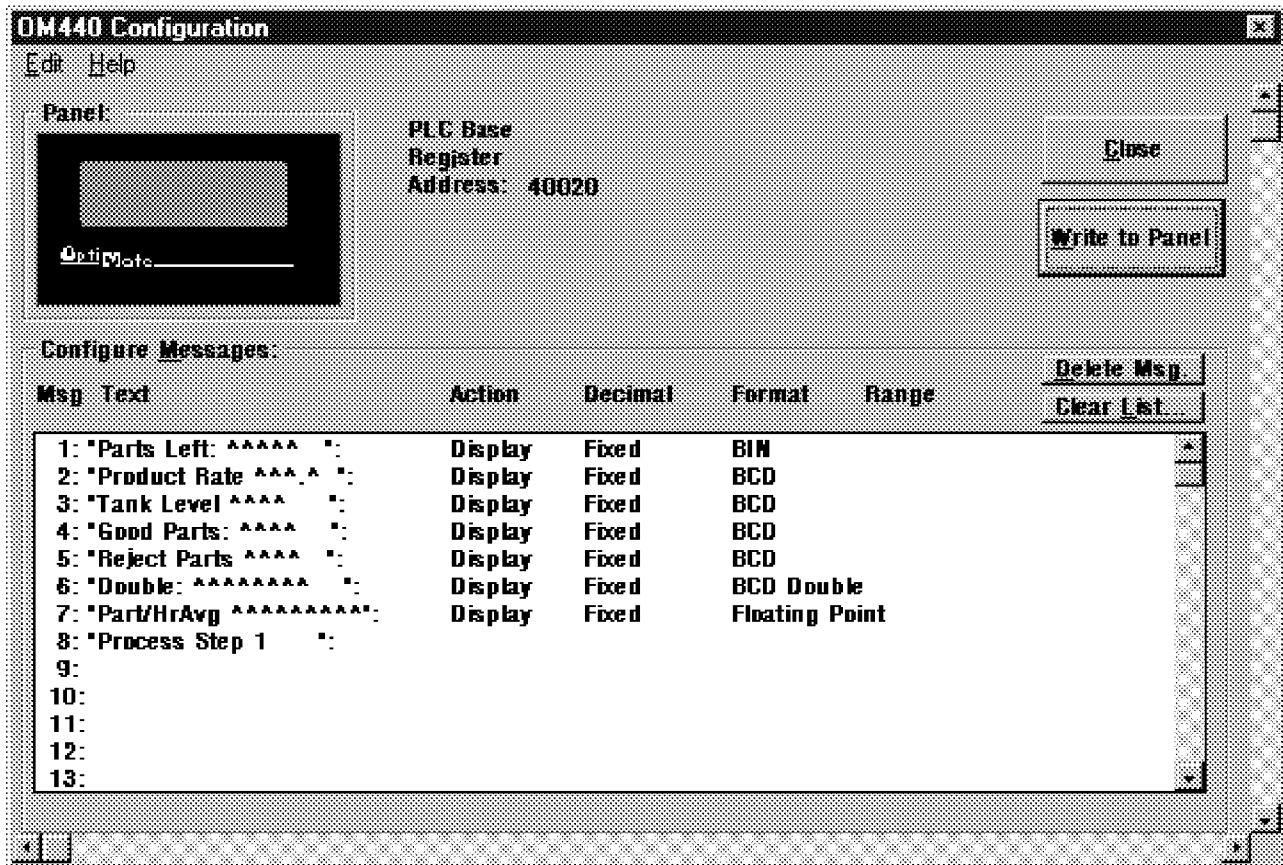 OM440 Configuration
Edit Help
Panel:
OptiMate
PLC Base
Register
Address: 40020
Close
Write to Panel
Configure Messages:
Delete Msg.
Clear List...
Msg Text Action Decimal Format Range
1: "Parts Left: ^^^^^ ": Display Fixed BIN
2: "Product Rate ^^^.^ ": Display Fixed BCD
3: "Tank Level ^^^^ ": Display Fixed BCD
4: "Good Parts: ^^^^ ": Display Fixed BCD
5: "Reject Parts ^^^^ ": Display Fixed BCD
6: "Double: ^^^^^^^^ ": Display Fixed BCD Double
7: "Part/HrAvg ^^^^^^^^^": Display Fixed Floating Point
8: "Process Step 1 ":
9:
10:
11:
12:
13: